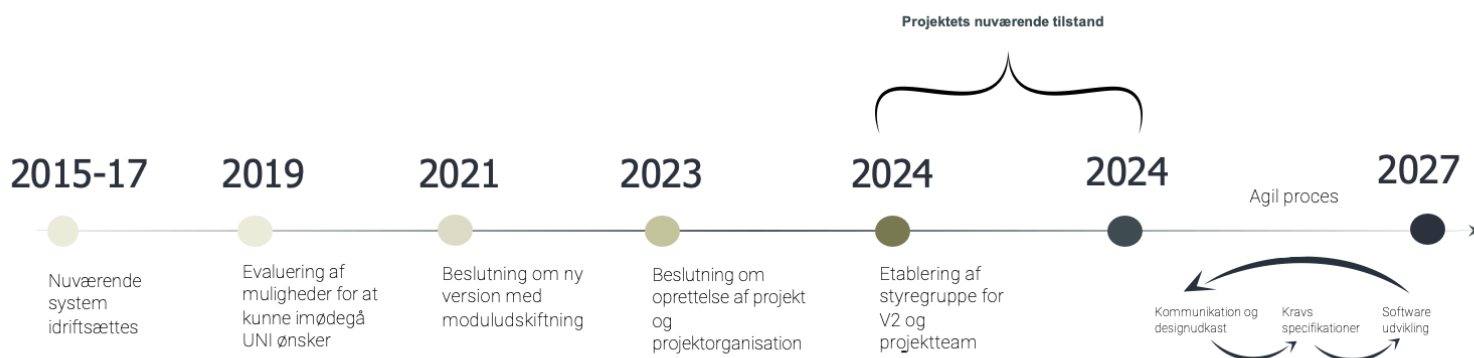 Projektets nuværende tilstand
2015-17
2019
2021
2023
2024
2024
2027
Agil proces
Nuværende
system
idriftsættes
Evaluering af
muligheder for at
kunne imødegå
UNI ønsker
Beslutning om ny
version med
moduludskiftning
Beslutning om
oprettelse af projekt
og
projektorganisation
Etablering af
styregruppe for
V2 og
projektteam
Kommunikation og
designudkast
Kravs
specifikationer
Software
udvikling